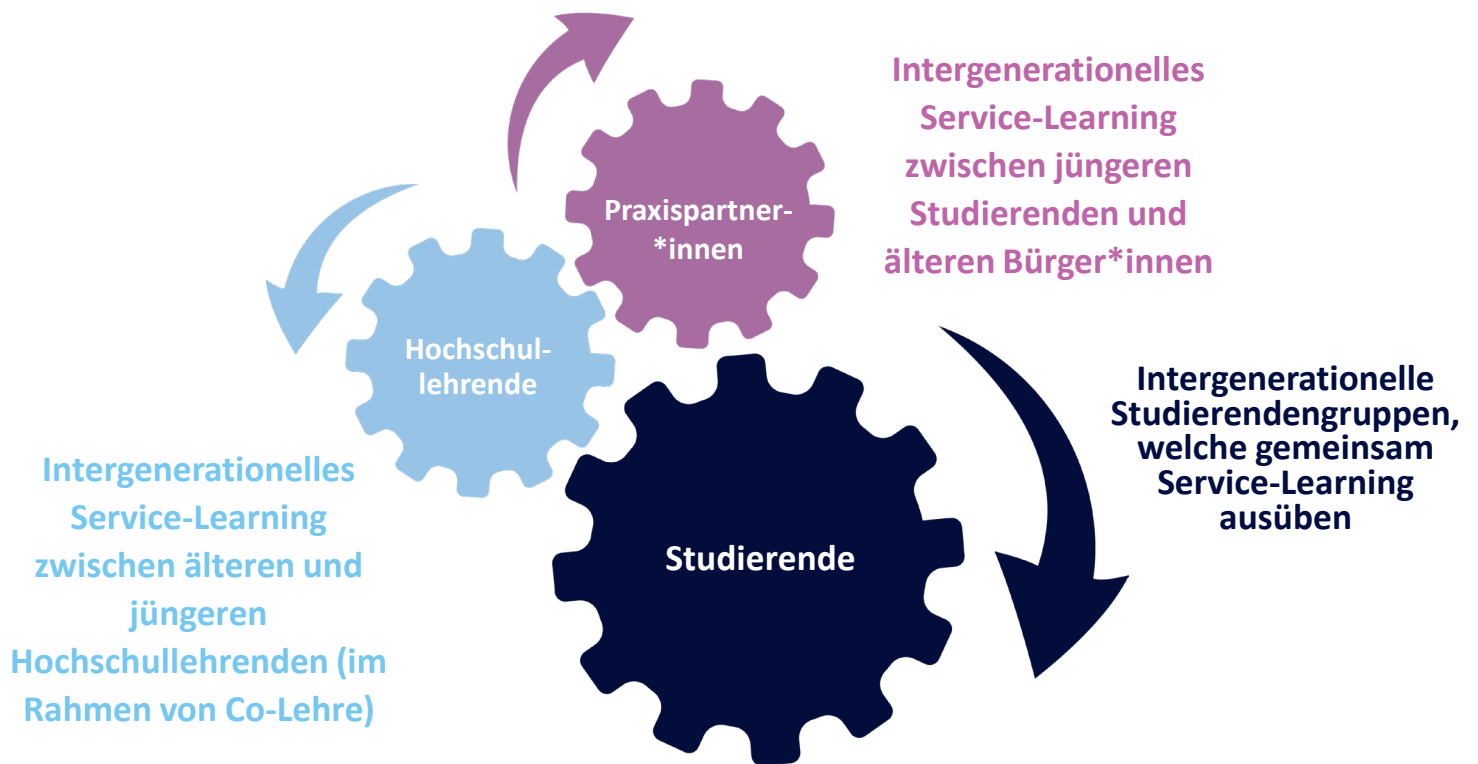 Intergenerationelles
Service-Learning
zwischen jüngeren
Studierenden und
älteren Bürger*innen
Praxispartner-
*innen
Hochschul-
lehrende
Intergenerationelle
Studierendengruppen,
welche gemeinsam
Service-Learning
ausüben
Intergenerationelles
Service-Learning
zwischen älteren und
jüngeren
Hochschullehrenden (im
Rahmen von Co-Lehre)
Studierende